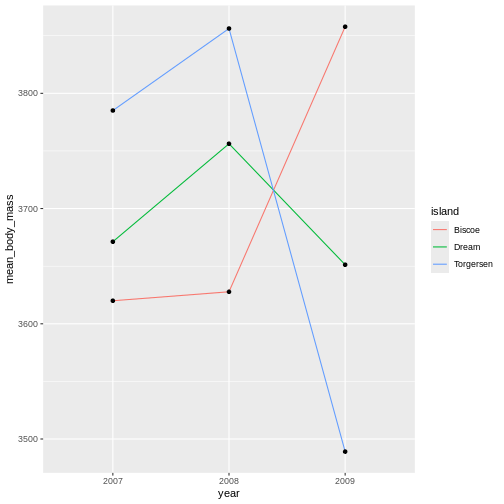 3800
3700
3600
3500
mean_body_mass
2007
2008
2009
year
island
Biscoe
Dream
Torgersen